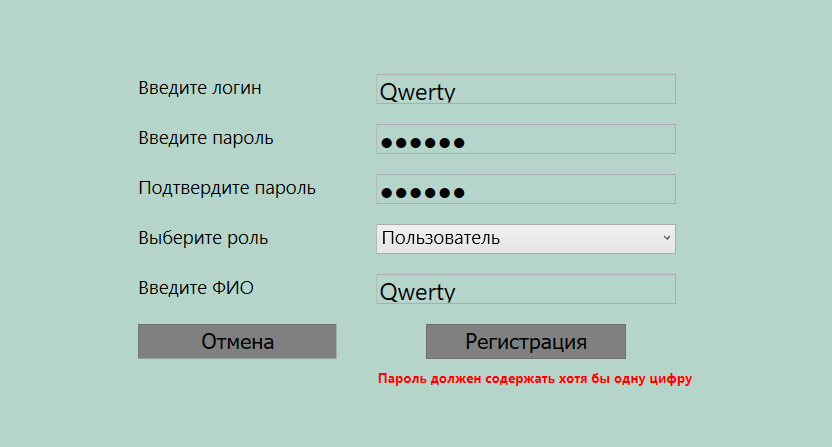 Введите логин Qwerty
Введите пароль ●●●●●●
Подтвердите пароль ●●●●●●
Выберите роль Пользователь
Введите ФИО Qwerty
Отмена Регистрация
Пароль должен содержать хотя бы одну цифру